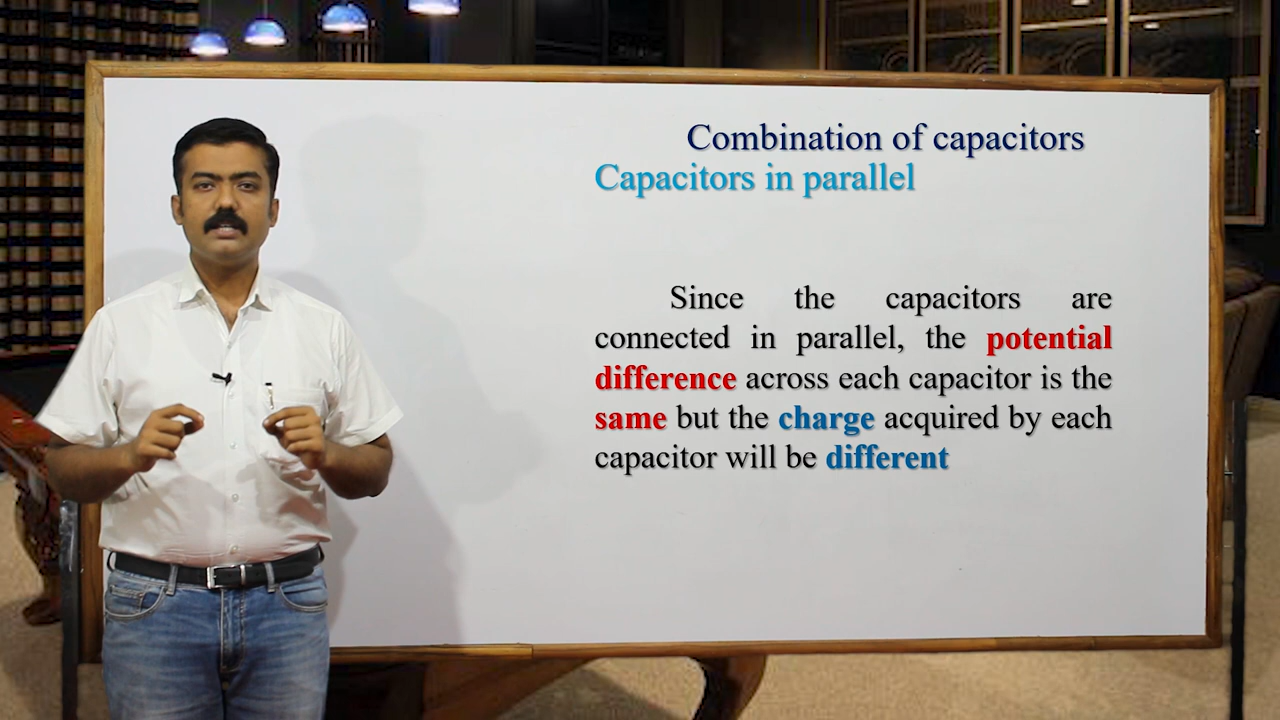 Combination of capacitors
Capacitors in parallel
Since the capacitors are
connected in parallel, the potential
difference across each capacitor is the
same but the charge acquired by each
capacitor will be different